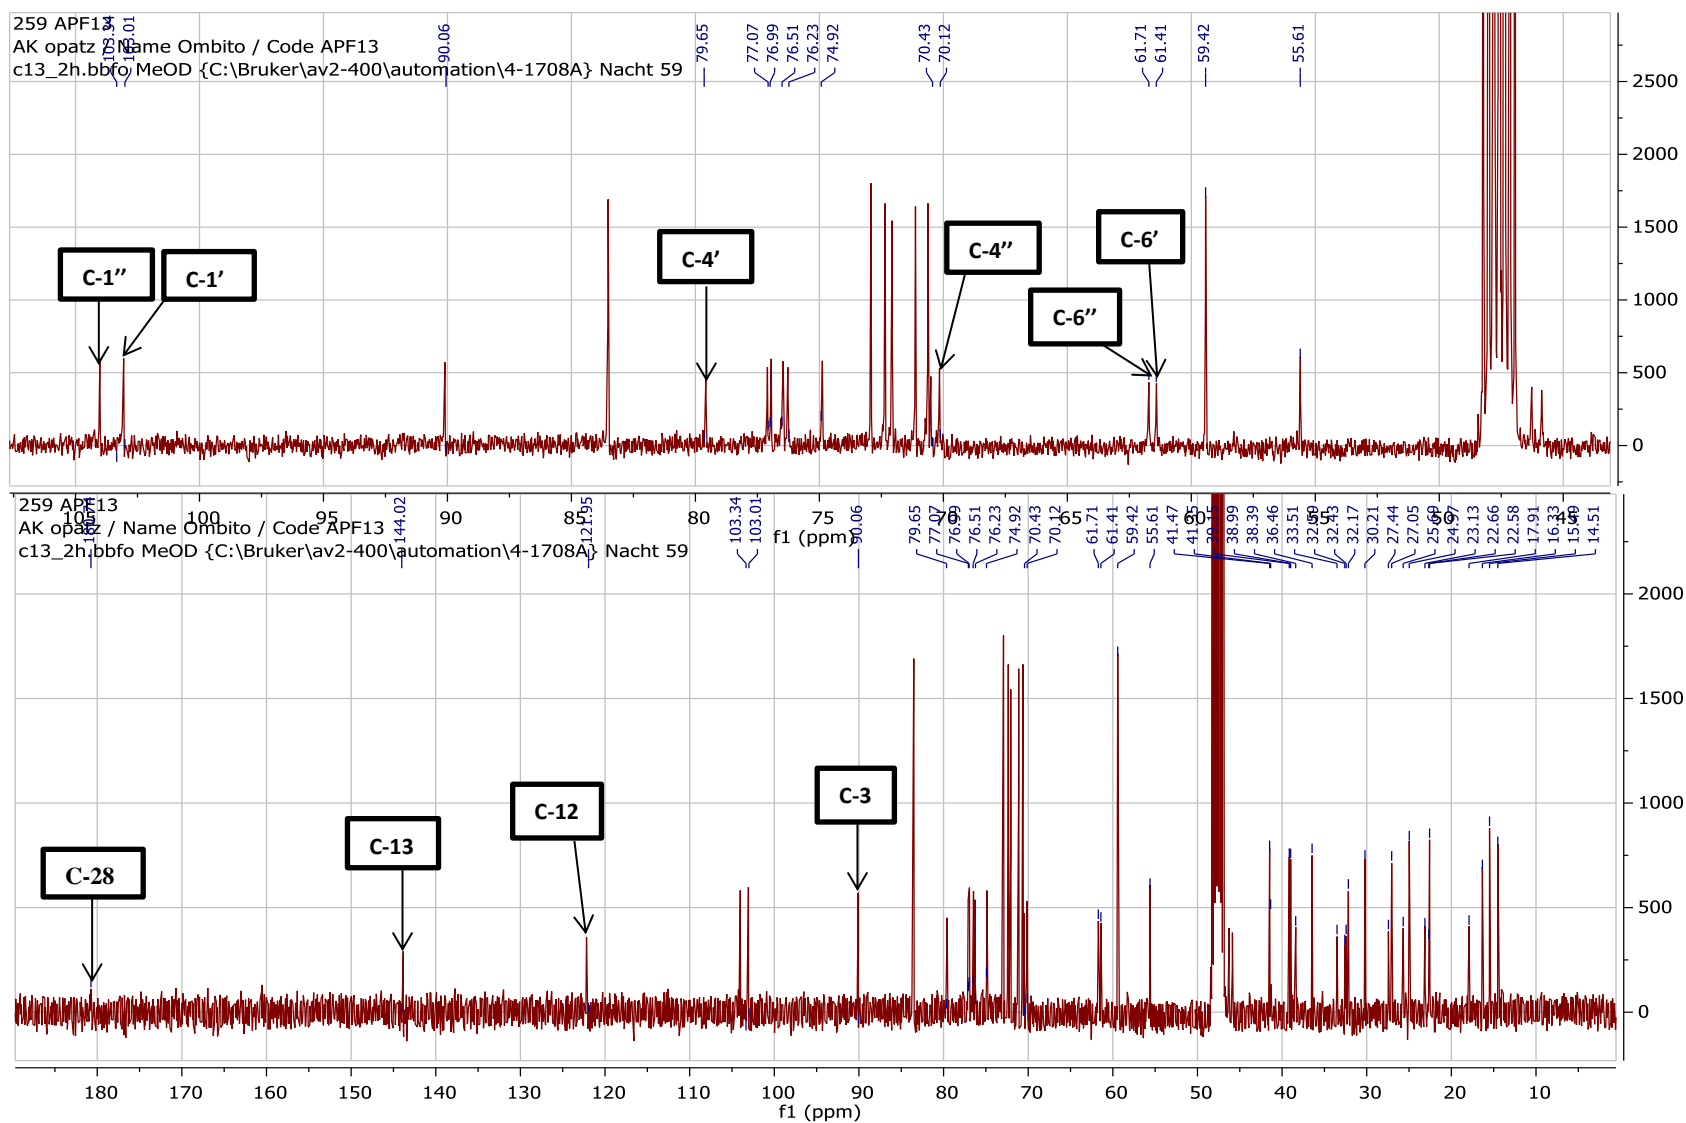 259 APF13
AK opatz / Name Ombito / Code APF13
c13_2h.bbfo MeOD {C:\Bruker\av2-400\automation\4-1708A} Nacht 59
103.34 103.01 90.06 79.65 77.07 76.99 76.51 76.23 74.92 70.43 70.12 61.71 61.41 59.42 55.61
2500
2000
1500
1000
500
0
C-1’’
C-1’
C-4’
C-4’’
C-6’
C-6’’
105 100 95 90 85 80 75 70 65 60 55 50 45
f1 (ppm)
259 APF13
AK opatz / Name Ombito / Code APF13
c13_2h.bbfo MeOD {C:\Bruker\av2-400\automation\4-1708A} Nacht 59
144.02 121.95 103.34 103.01 90.06 79.65 77.07 76.99 76.51 76.23 74.92 70.43 70.12 61.71 61.41 59.42 55.61 41.47 38.99 38.39 36.46 33.51 32.43 32.17 30.21 27.44 27.05 24.97 23.13 22.66 22.58 17.91 16.33 14.51
2000
1500
1000
500
0
C-28
C-13
C-12
C-3
180 170 160 150 140 130 120 110 100 90 80 70 60 50 40 30 20 10
f1 (ppm)